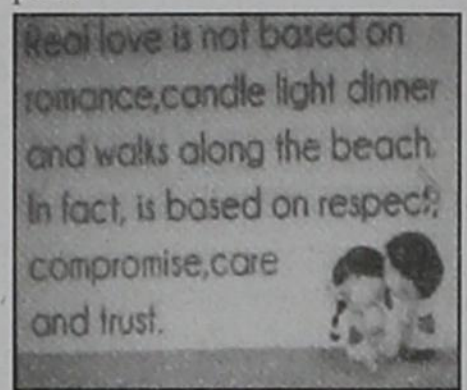 Real love is not based on
romance,candle light dinner
and walks along the beach.
In fact, is based on respect,
compromise,care
and trust.